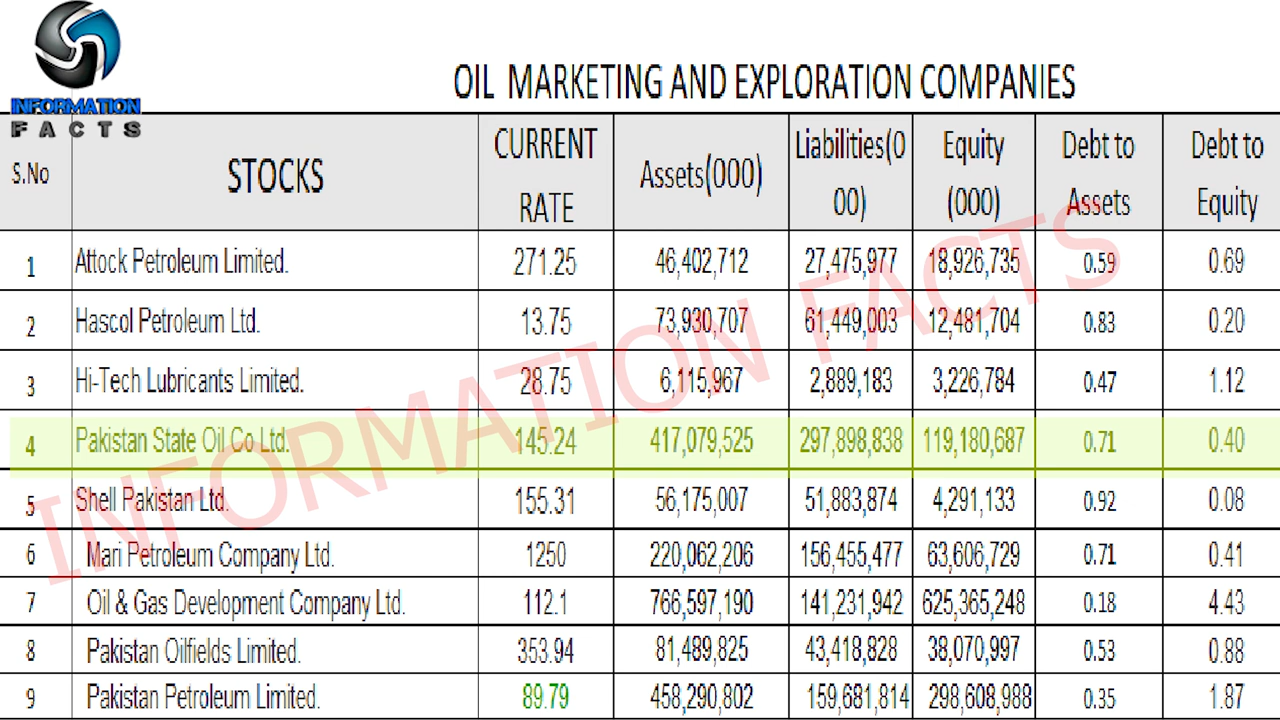 INFORMATION
FACTS
OIL MARKETING AND EXPLORATION COMPANIES
S.No STOCKS CURRENT RATE Assets(000) Liabilities(000) Equity (000) Debt to Assets Debt to Equity
1 Attock Petroleum Limited. 271.25 46,402,712 27,475,977 18,926,735 0.59 0.69
2 Hascol Petroleum Ltd. 13.75 73,930,707 61,449,003 12,481,704 0.83 0.20
3 Hi-Tech Lubricants Limited. 28.75 6,115,967 2,889,183 3,226,784 0.47 1.12
4 Pakistan State Oil Co Ltd. 145.24 417,079,525 297,898,838 119,180,687 0.71 0.40
5 Shell Pakistan Ltd. 155.31 56,175,007 51,883,874 4,291,133 0.92 0.08
6 Mari Petroleum Company Ltd. 1250 220,062,206 156,455,477 63,606,729 0.71 0.41
7 Oil & Gas Development Company Ltd. 112.1 766,597,190 141,231,942 625,365,248 0.18 4.43
8 Pakistan Oilfields Limited. 353.94 81,489,825 43,418,828 38,070,997 0.53 0.88
9 Pakistan Petroleum Limited. 89.79 458,290,802 159,681,814 298,608,988 0.35 1.87
INFORMATION FACTS